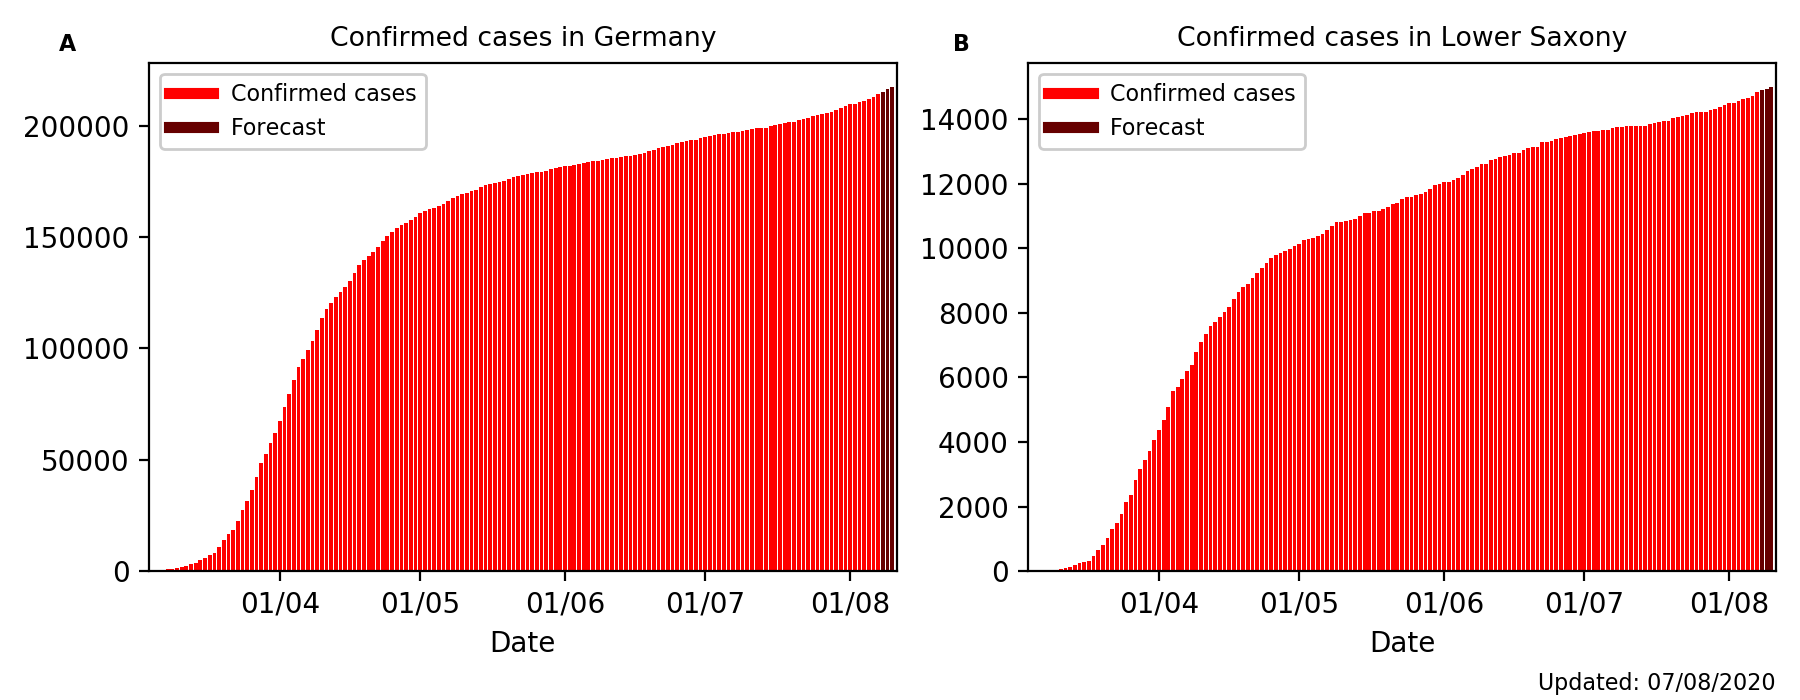 A
Confirmed cases in Germany
Confirmed cases
Forecast
200000
150000
100000
50000
0
01/04 01/05 01/06 01/07 01/08
Date
B
Confirmed cases in Lower Saxony
Confirmed cases
Forecast
14000
12000
10000
8000
6000
4000
2000
0
01/04 01/05 01/06 01/07 01/08
Date
Updated: 07/08/2020